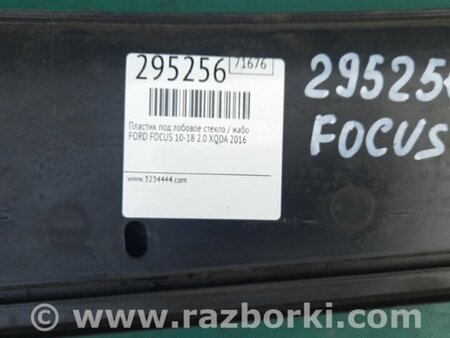 295256
71676
Пластик под лобовое стекло / жабо
FORD FOCUS 10-18 2.0 XQDA 2016
www.3234444.com
29525
FOCUS
www.razborki.com